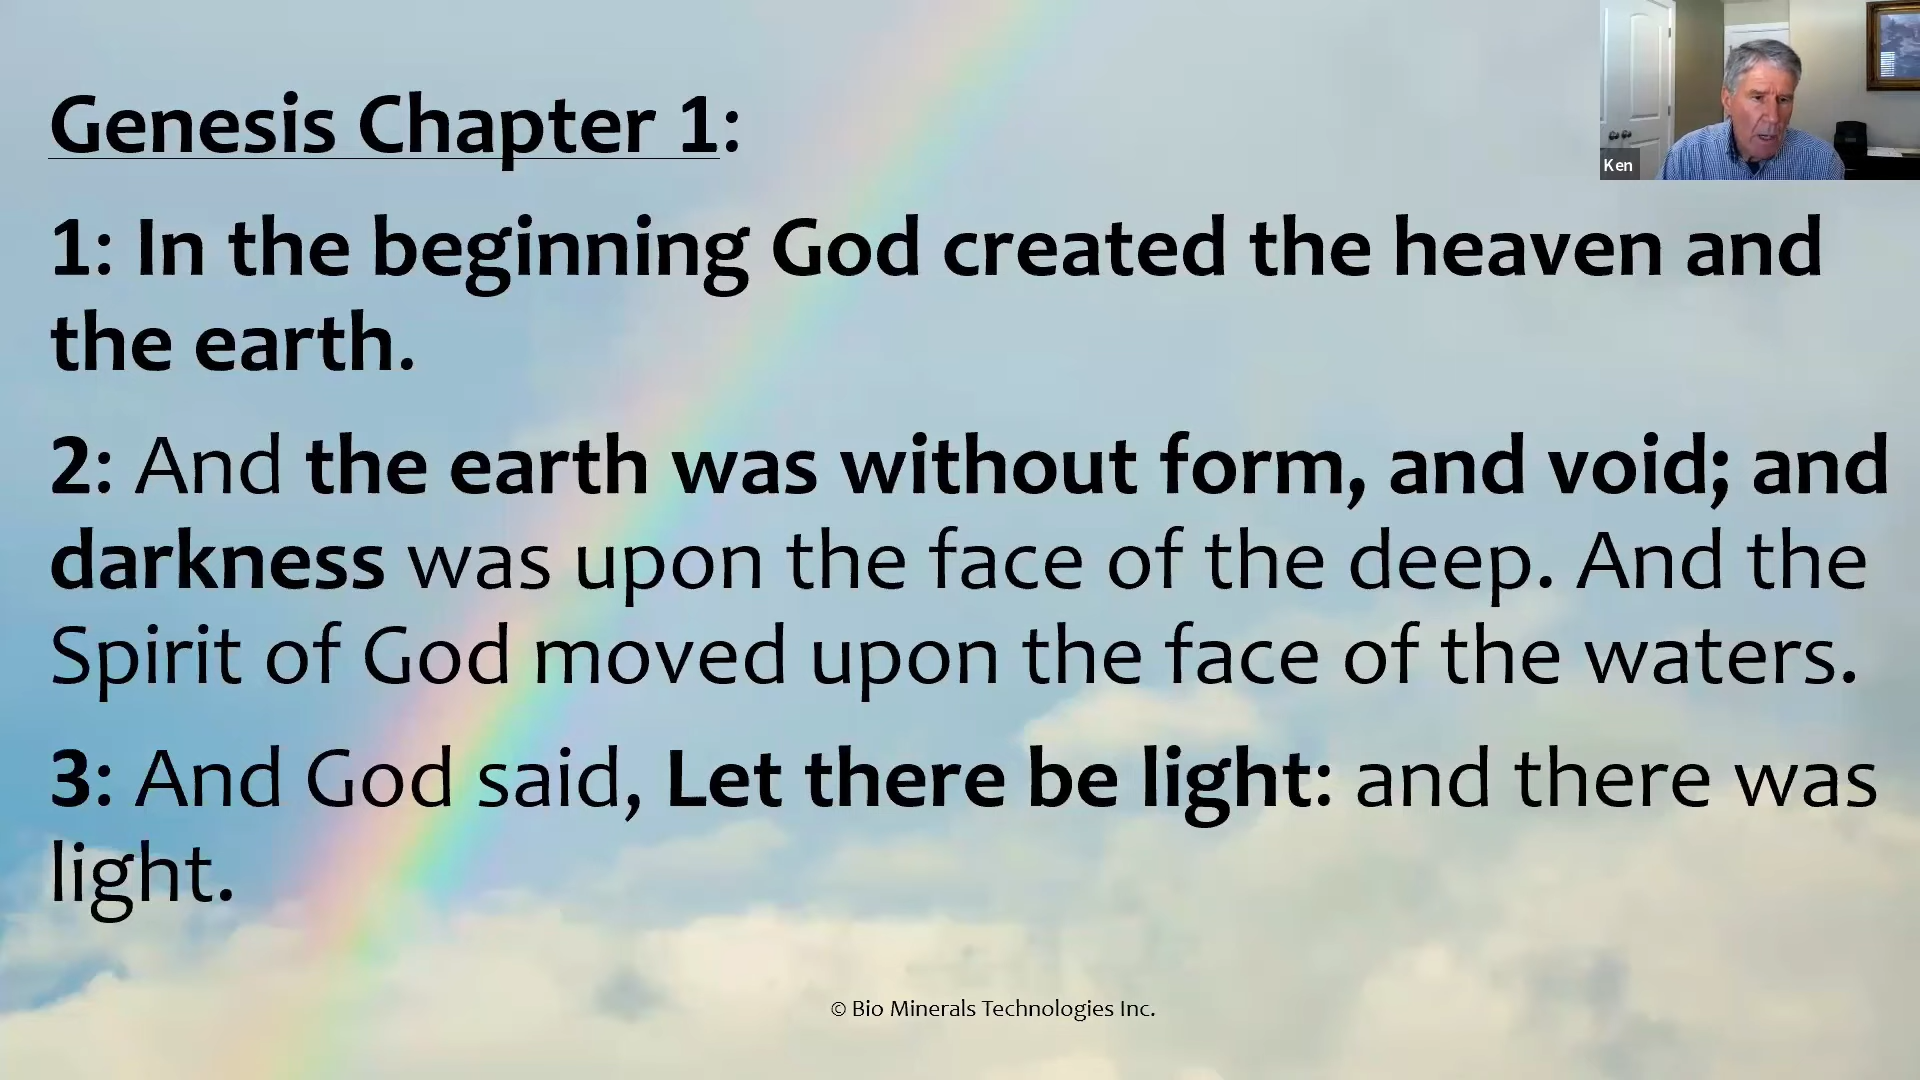 Genesis Chapter 1:
1: In the beginning God created the heaven and
the earth.
2: And the earth was without form, and void; and
darkness was upon the face of the deep. And the
Spirit of God moved upon the face of the waters.
3: And God said, Let there be light: and there was
light.
© Bio Minerals Technologies Inc.
Ken